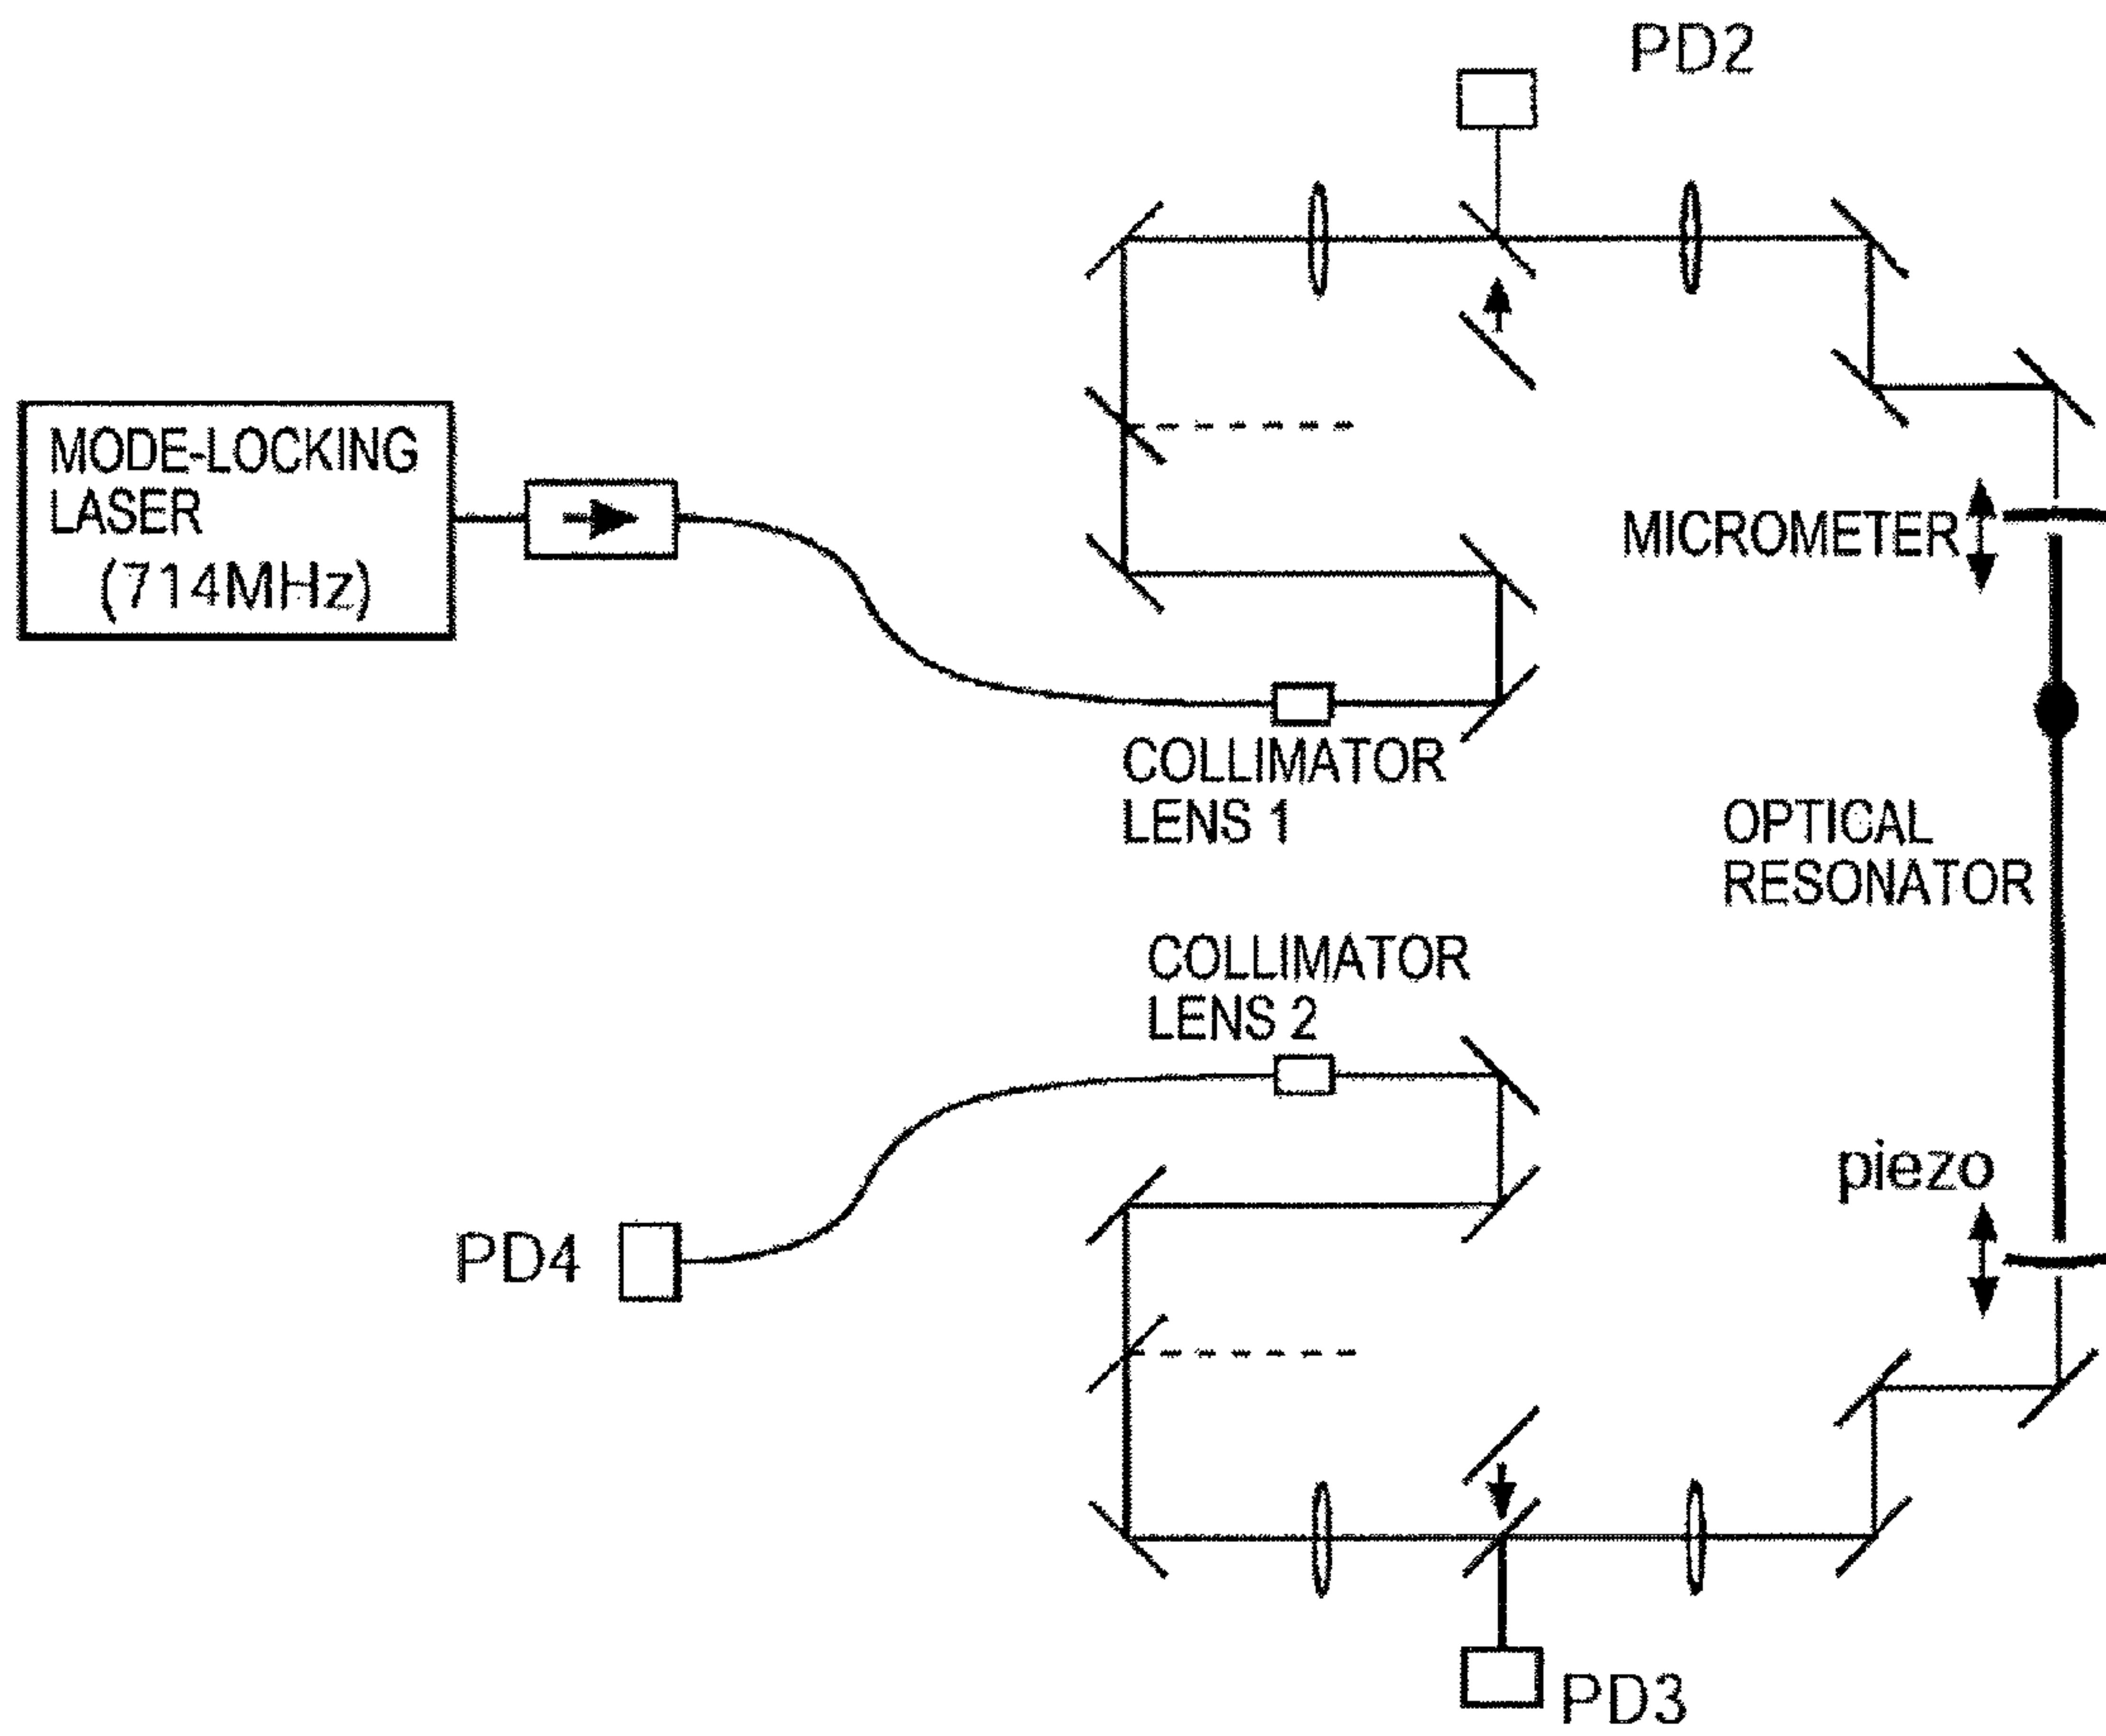 PD2
MODE-LOCKING
LASER
(714MHz)
MICROMETER
COLLIMATOR
LENS 1
OPTICAL
RESONATOR
COLLIMATOR
LENS 2
piezo
PD4
PD3